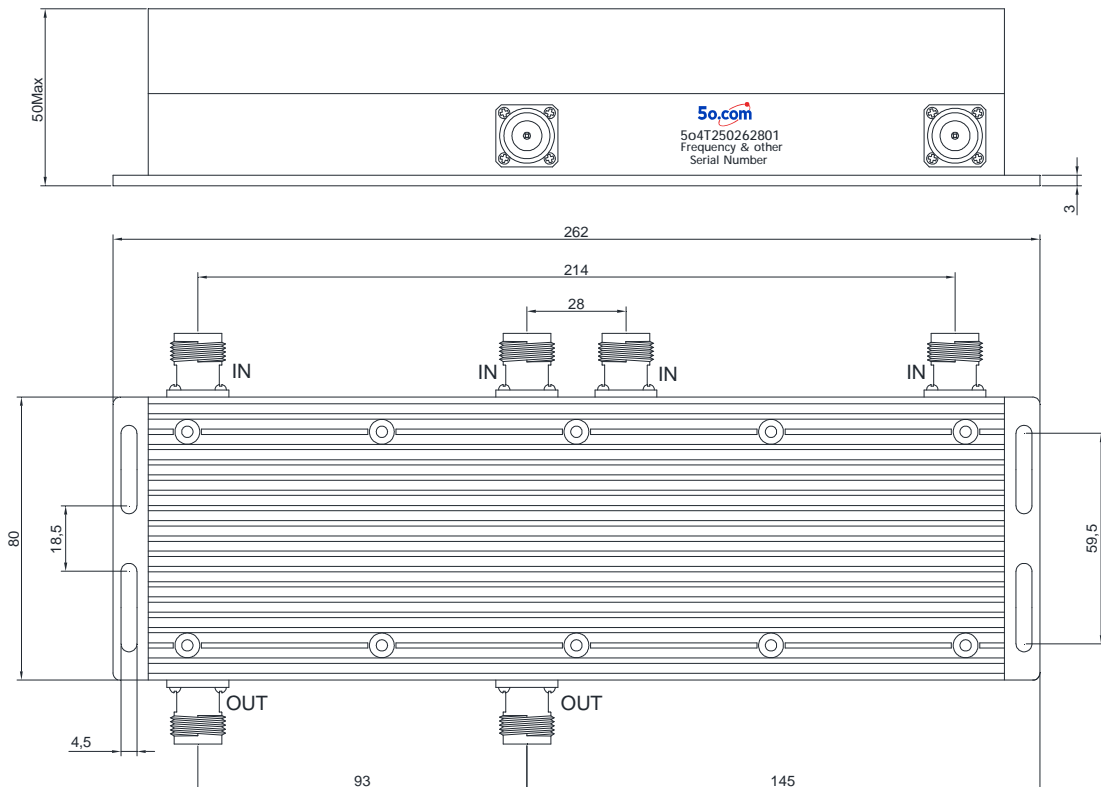 50Max
5o.com
5o4T250262801
Frequency & other
Serial Number
3
262
214
28
IN
IN
IN
IN
80
18,5
59,5
OUT
OUT
4,5
93
145